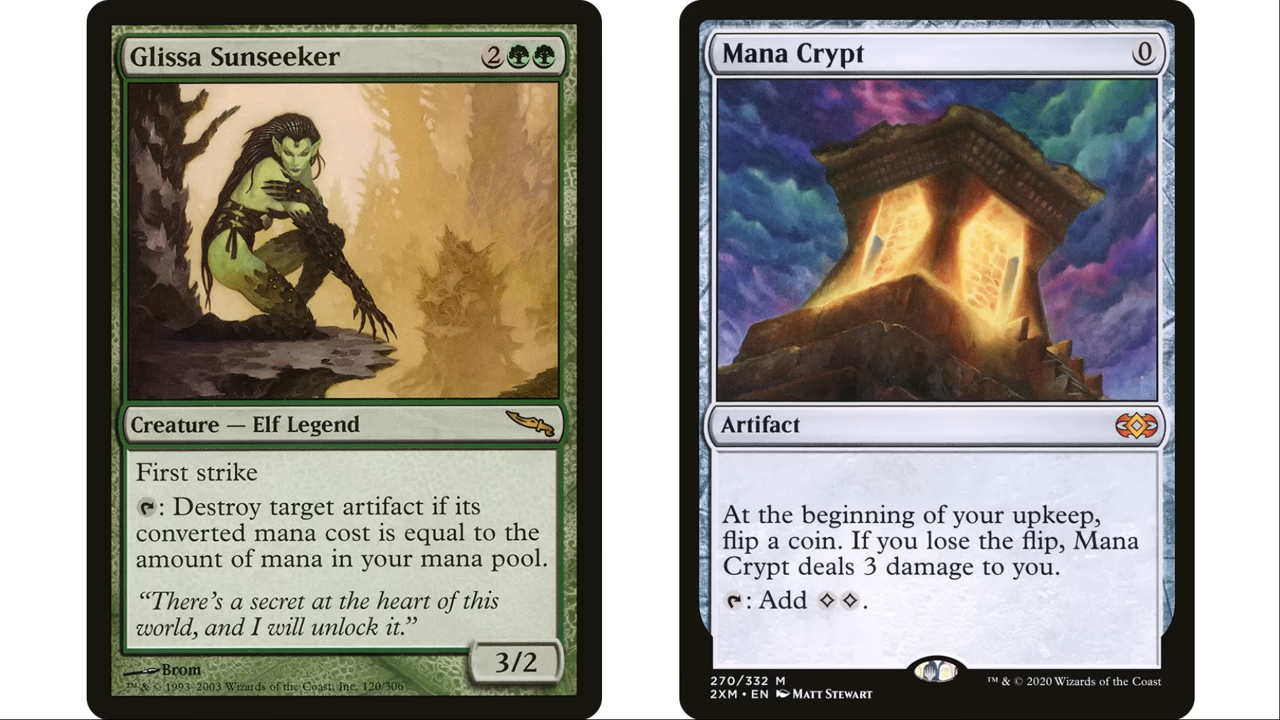 Glissa Sunseeker 2
Creature — Elf Legend
First strike
: Destroy target artifact if its
converted mana cost is equal to the
amount of mana in your mana pool.
“There’s a secret at the heart of this
world, and I will unlock it.”
3/2
Brom
™ & © 1993–2003 Wizards of the Coast, Inc. 120/306
Mana Crypt 0
Artifact
At the beginning of your upkeep,
flip a coin. If you lose the flip, Mana
Crypt deals 3 damage to you.
: Add .
270/332 M
2XM • EN Matt Stewart
™ & © 2020 Wizards of the Coast